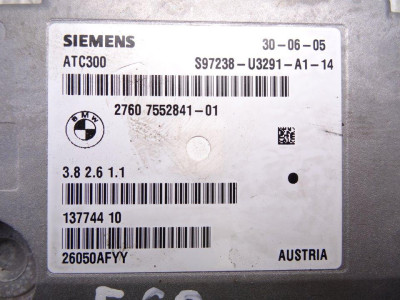 SIEMENS 30-06-05
ATC300 S97238-U3291-A1-14
2760 7552841-01
BMW
3.8 2.6 1.1
137744 10
26050AFYY AUSTRIA